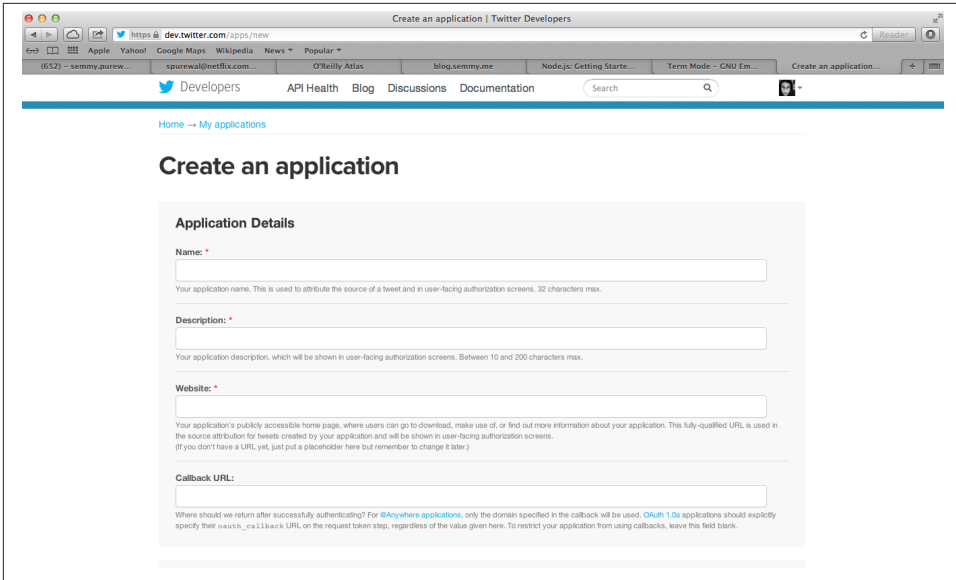 Create an application | Twitter Developers
https dev.twitter.com/apps/new
Reader
Apple Yahoo! Google Maps Wikipedia News Popular
(652) – semmy.purew... spurewal@netflix.com... O'Reilly Atlas blog.semmy.me Node.js: Getting Starte... Term Mode – GNU Em... Create an application...
Developers API Health Blog Discussions Documentation Search
Home → My applications
Create an application
Application Details
Name: *
Your application name. This is used to attribute the source of a tweet and in user-facing authorization screens. 32 characters max.
Description: *
Your application description, which will be shown in user-facing authorization screens. Between 10 and 200 characters max.
Website: *
Your application's publicly accessible home page, where users can go to download, make use of, or find out more information about your application. This fully-qualified URL is used in
the source attribution for tweets created by your application and will be shown in user-facing authorization screens.
(If you don't have a URL yet, just put a placeholder here but remember to change it later.)
Callback URL:
Where should we return after successfully authenticating? For @Anywhere applications, only the domain specified in the callback will be used. OAuth 1.0a applications should explicitly
specify their oauth_callback URL on the request token step, regardless of the value given here. To restrict your application from using callbacks, leave this field blank.